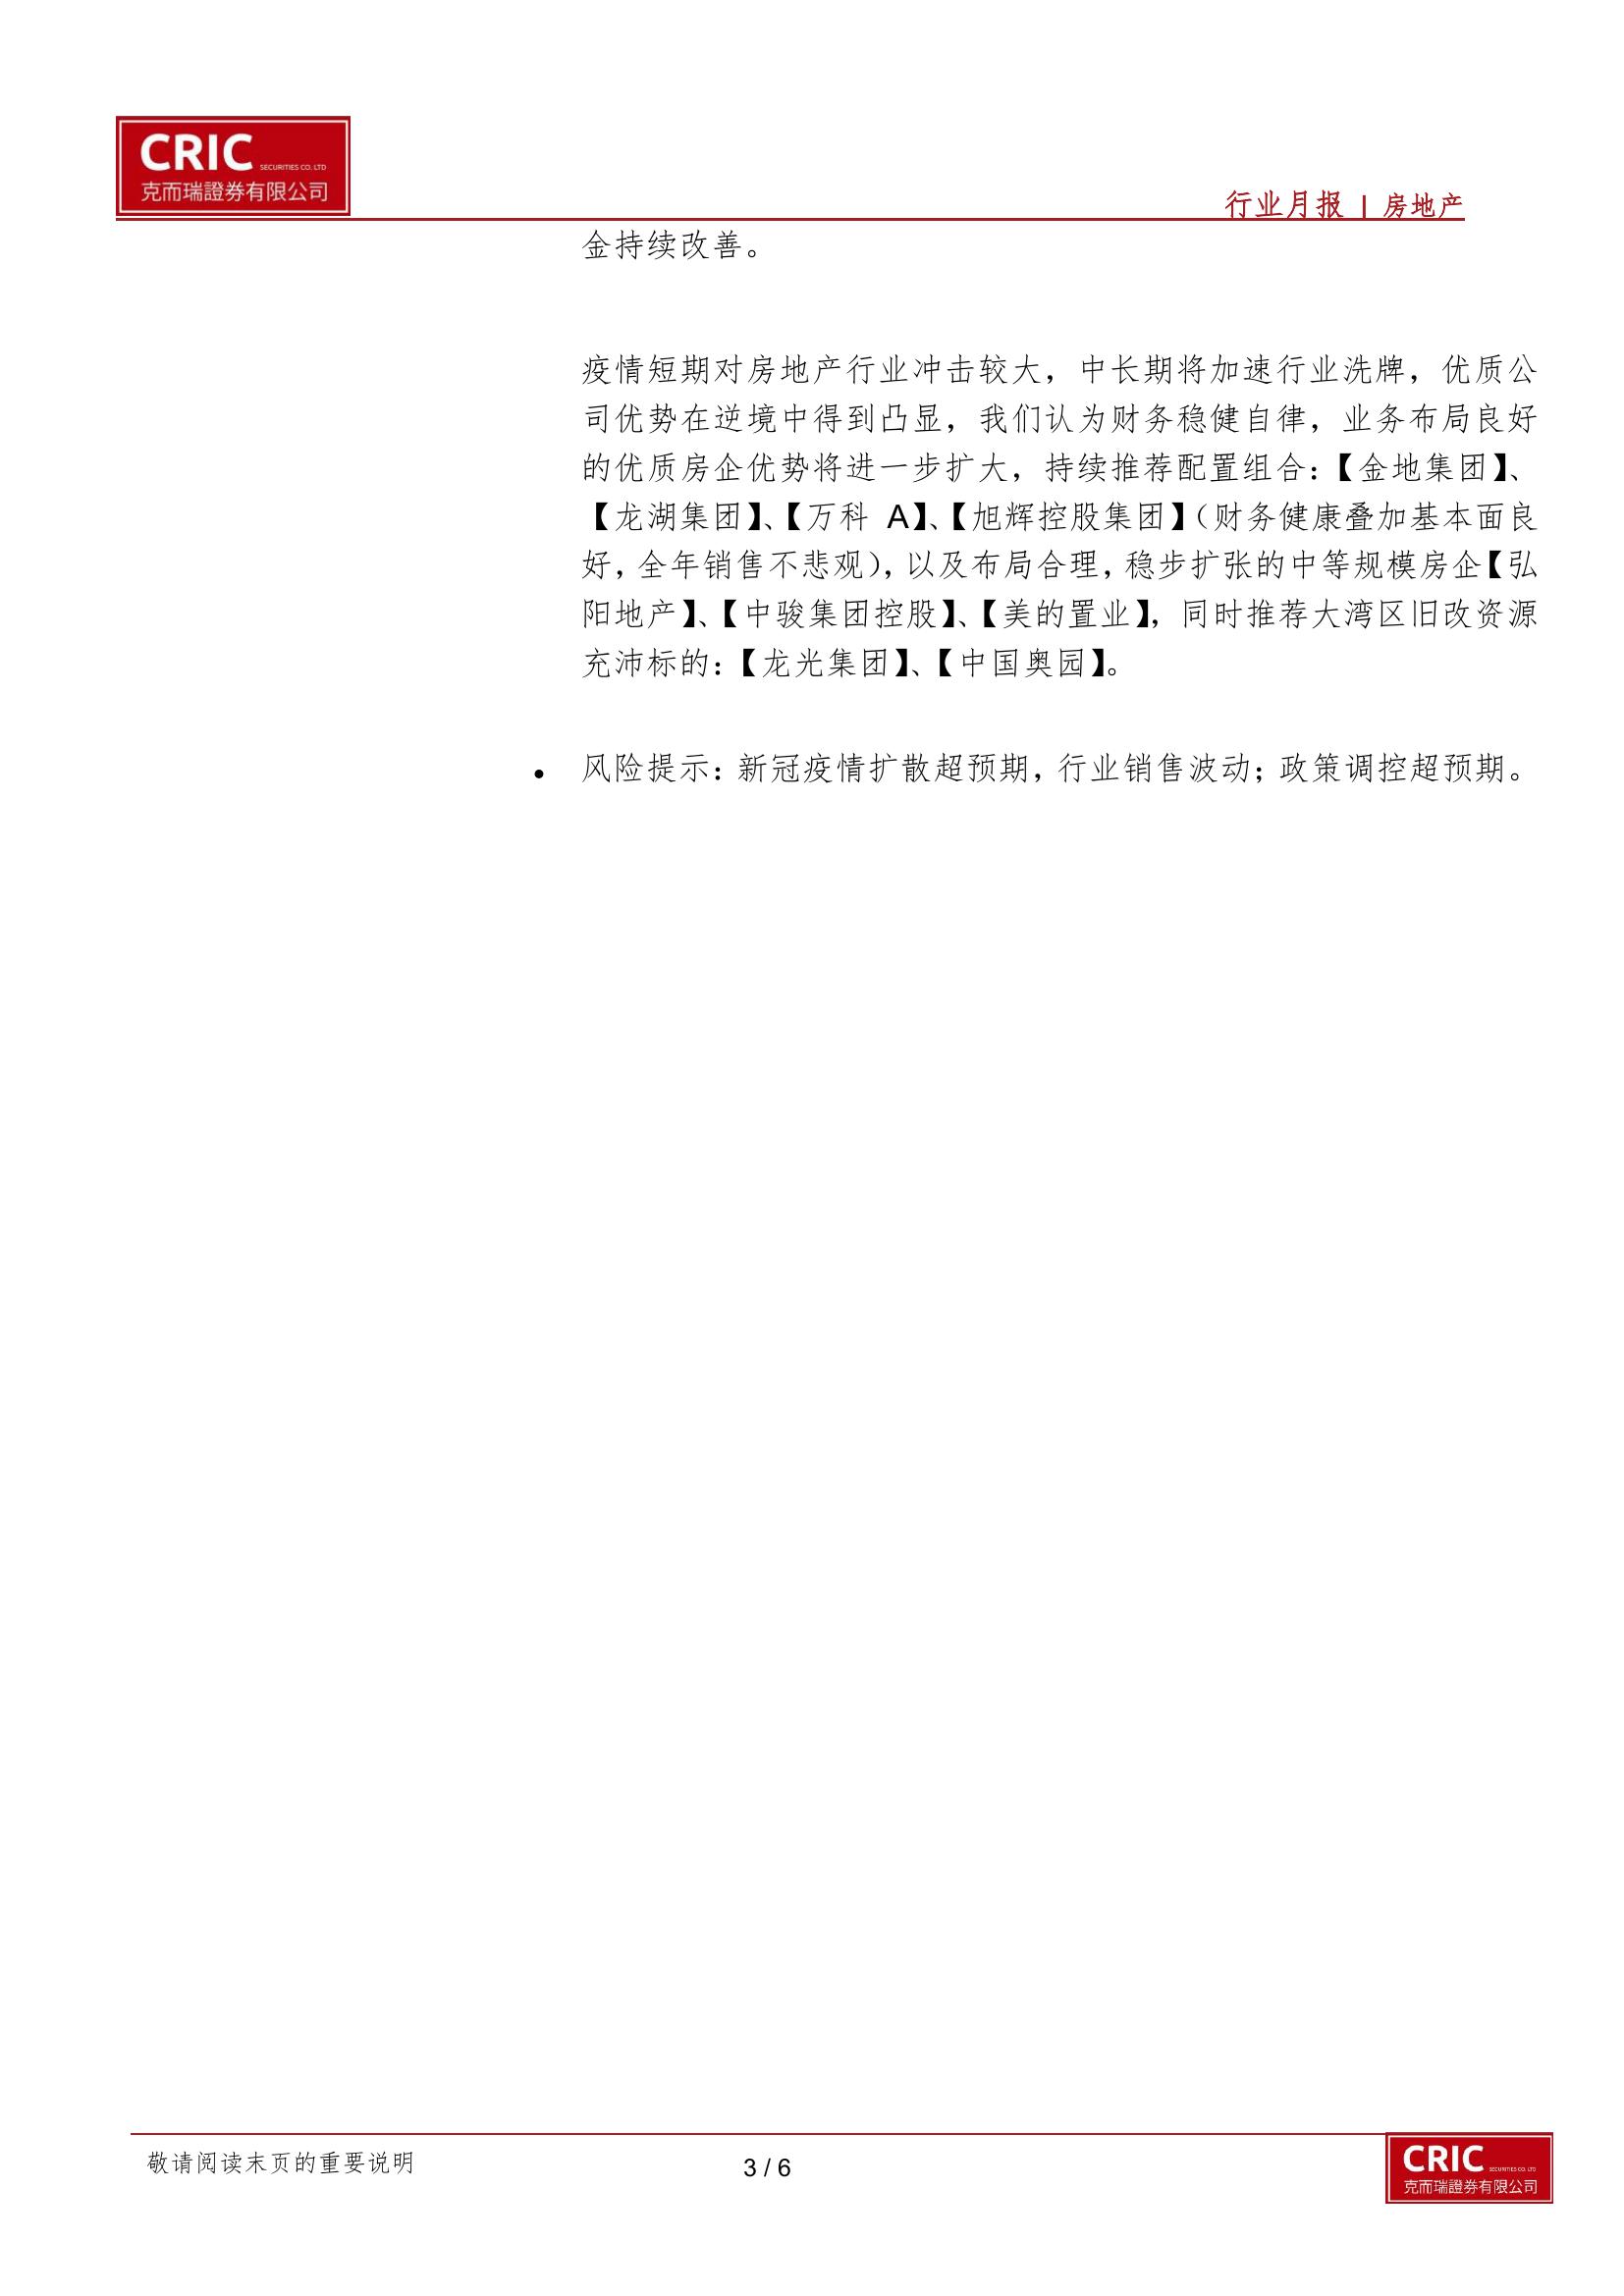 CRIC SECURITIES CO. LTD
克而瑞證券有限公司
行业月报 | 房地产
金持续改善。
疫情短期对房地产行业冲击较大，中长期将加速行业洗牌，优质公
司优势在逆境中得到凸显，我们认为财务稳健自律，业务布局良好
的优质房企优势将进一步扩大，持续推荐配置组合：【金地集团】、
【龙湖集团】、【万科 A】、【旭辉控股集团】（财务健康叠加基本面良
好，全年销售不悲观），以及布局合理，稳步扩张的中等规模房企【弘
阳地产】、【中骏集团控股】、【美的置业】，同时推荐大湾区旧改资源
充沛标的：【龙光集团】、【中国奥园】。
• 风险提示：新冠疫情扩散超预期，行业销售波动；政策调控超预期。
敬请阅读末页的重要说明
3 / 6
CRIC SECURITIES CO. LTD
克而瑞證券有限公司